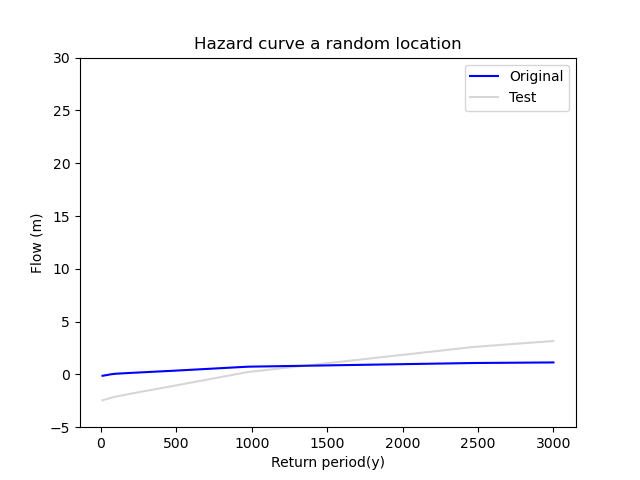 Hazard curve a random location
Original
Test
30
25
20
15
10
5
0
−5
Flow (m)
0 500 1000 1500 2000 2500 3000
Return period(y)